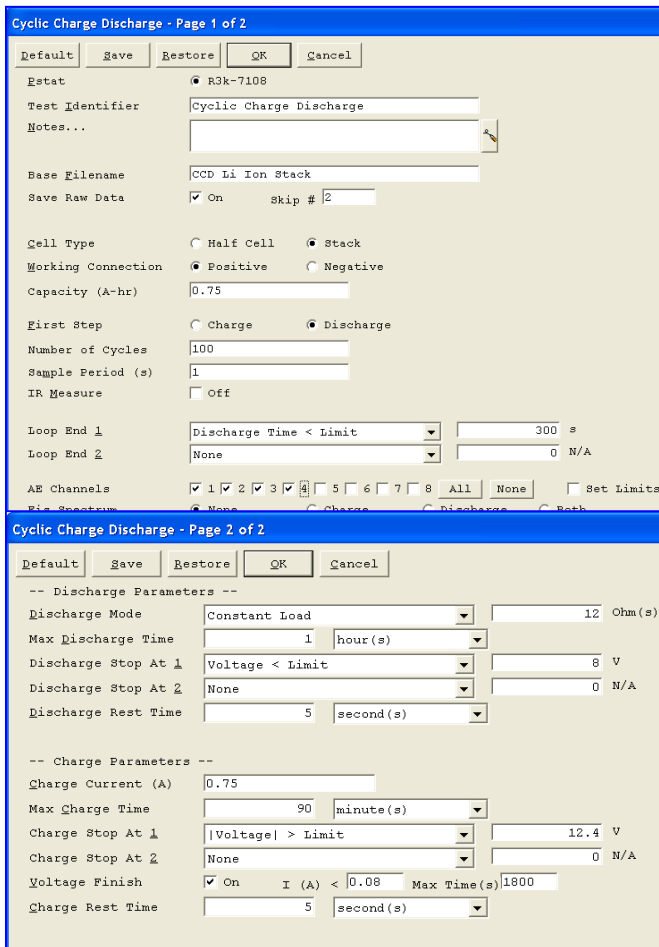 Cyclic Charge Discharge - Page 1 of 2
Default Save Restore OK Cancel
Pstat R3k-7108
Test Identifier Cyclic Charge Discharge
Notes...
Base Filename CCD Li Ion Stack
Save Raw Data On Skip # 2
Cell Type Half Cell Stack
Working Connection Positive Negative
Capacity (A-hr) 0.75
First Step Charge Discharge
Number of Cycles 100
Sample Period (s) 1
IR Measure Off
Loop End 1 Discharge Time < Limit 300 s
Loop End 2 None 0 N/A
AE Channels 1 2 3 4 5 6 7 8 All None Set Limits
Eis Spectrum None Charge Discharge Both
Cyclic Charge Discharge - Page 2 of 2
Default Save Restore OK Cancel
-- Discharge Parameters --
Discharge Mode Constant Load 12 Ohm(s)
Max Discharge Time 1 hour(s)
Discharge Stop At 1 Voltage < Limit 8 V
Discharge Stop At 2 None 0 N/A
Discharge Rest Time 5 second(s)
-- Charge Parameters --
Charge Current (A) 0.75
Max Charge Time 90 minute(s)
Charge Stop At 1 |Voltage| > Limit 12.4 V
Charge Stop At 2 None 0 N/A
Voltage Finish On I (A) < 0.08 Max Time(s) 1800
Charge Rest Time 5 second(s)